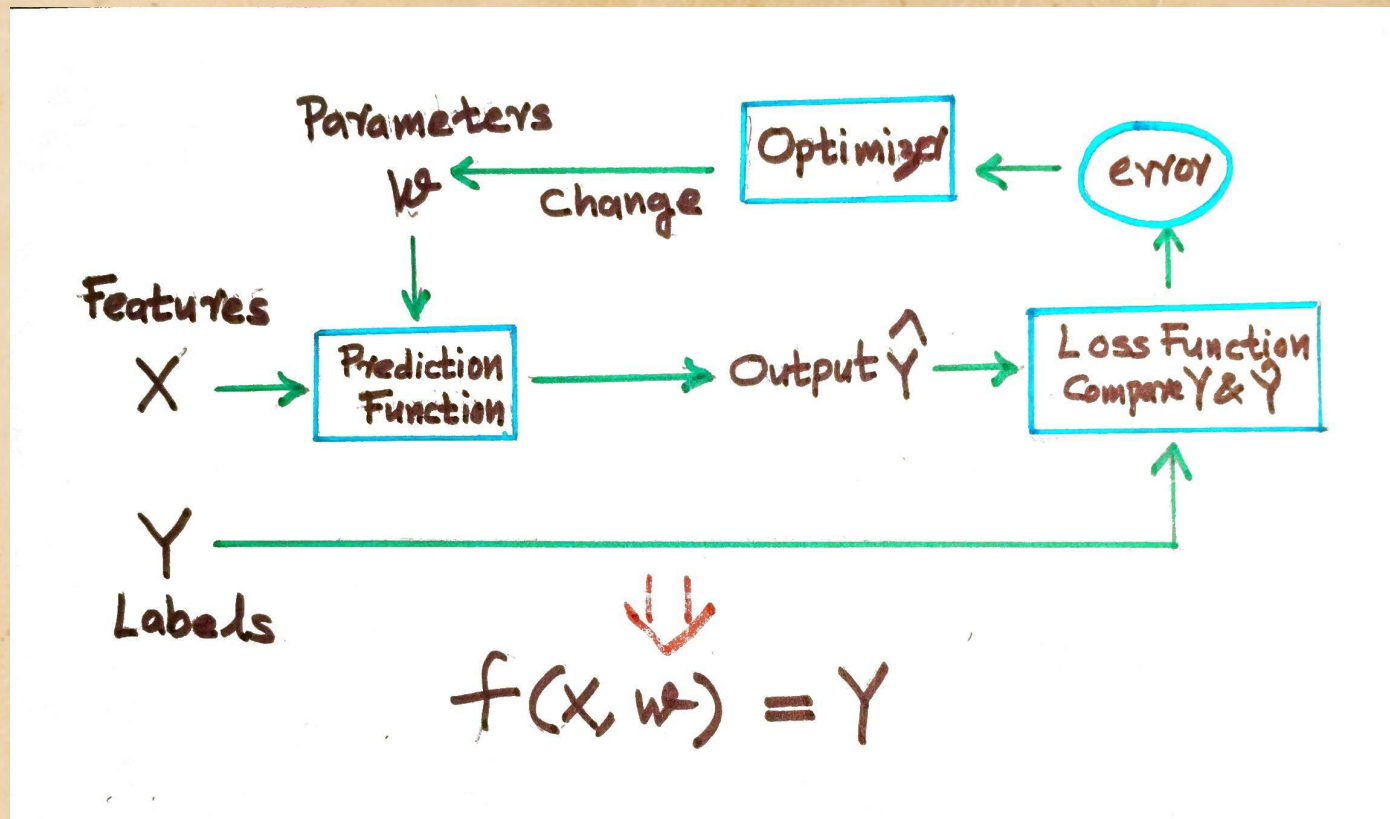 Parameters
W
Change
Optimizer
error
Features
X
Prediction
Function
Output Ŷ
Loss Function
Compare Y & Ŷ
Y
Labels
f(X, W) = Y